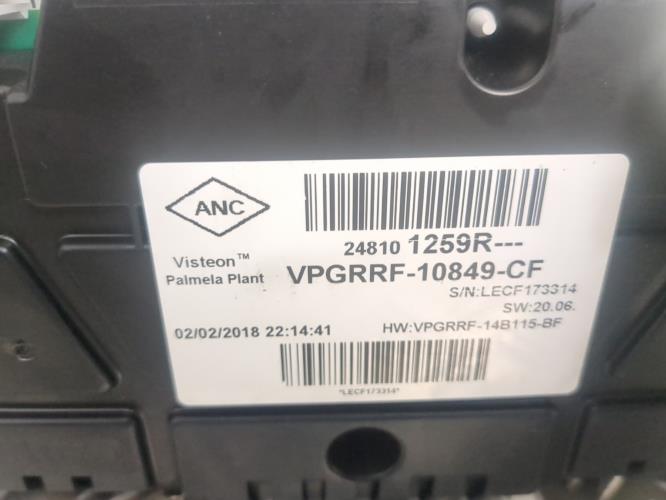 ANC
24810 1259R---
Visteon™
Palmela Plant
VPGRRF-10849-CF
S/N:LECF173314
SW:20.06.
02/02/2018 22:14:41
HW:VPGRRF-14B115-BF
*LECF173314*